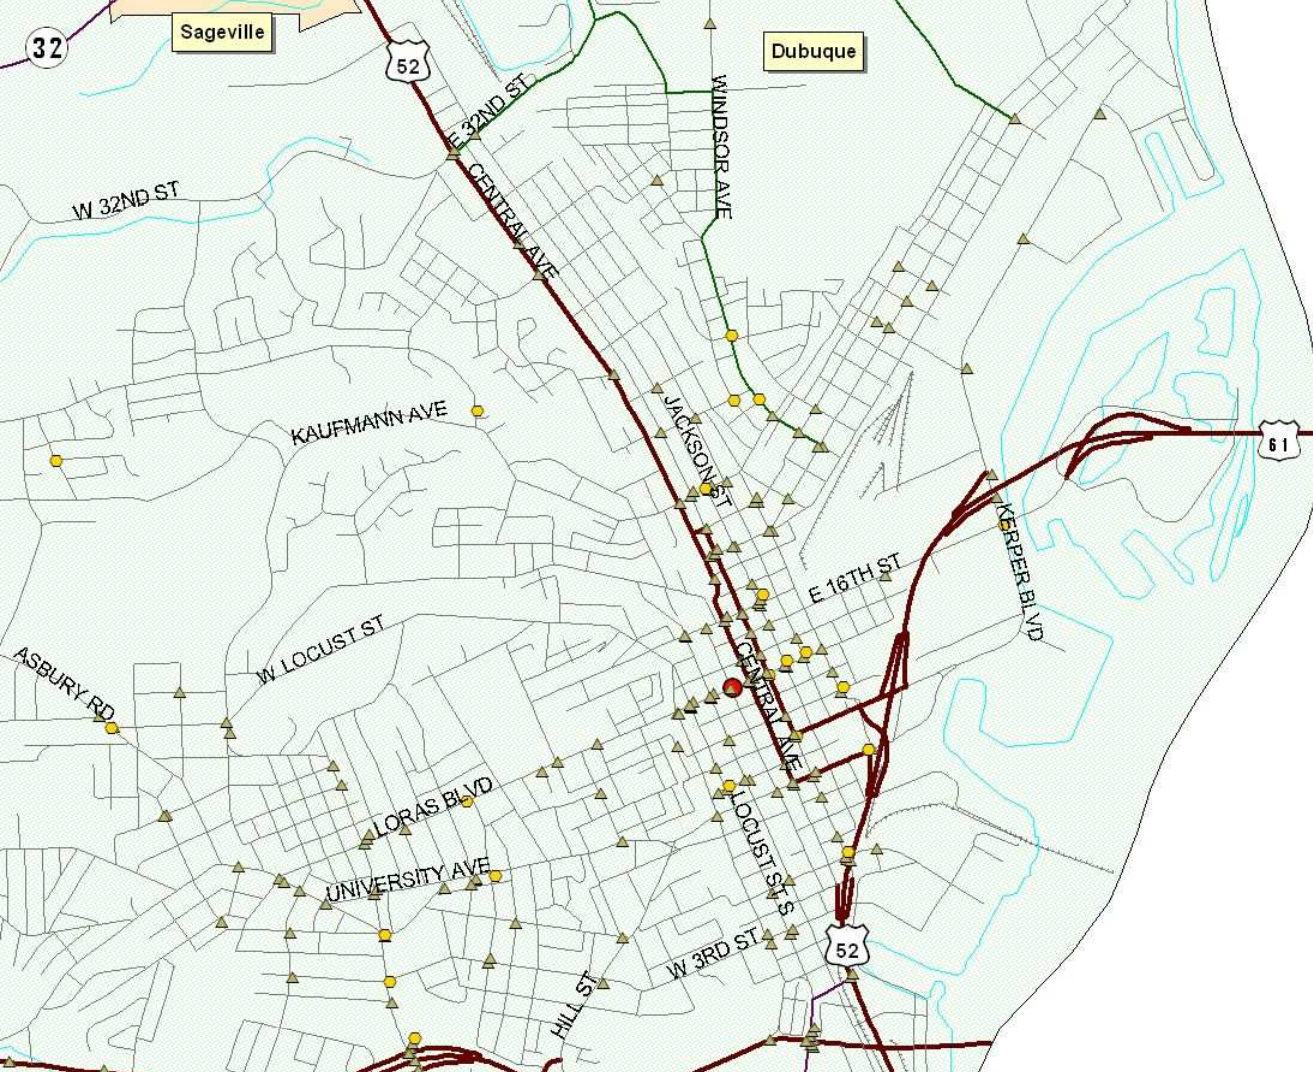 Sageville
32
52
Dubuque
E 32ND ST
WINDSOR AVE
W 32ND ST
CENTRAL AVE
KAUFMANN AVE
JACKSON ST
61
KERPER BLVD
E 16TH ST
W LOCUST ST
ASBURY RD
CENTRAL AVE
LORAS BLVD
LOCUST ST S
UNIVERSITY AVE
W 3RD ST
52
HILL ST